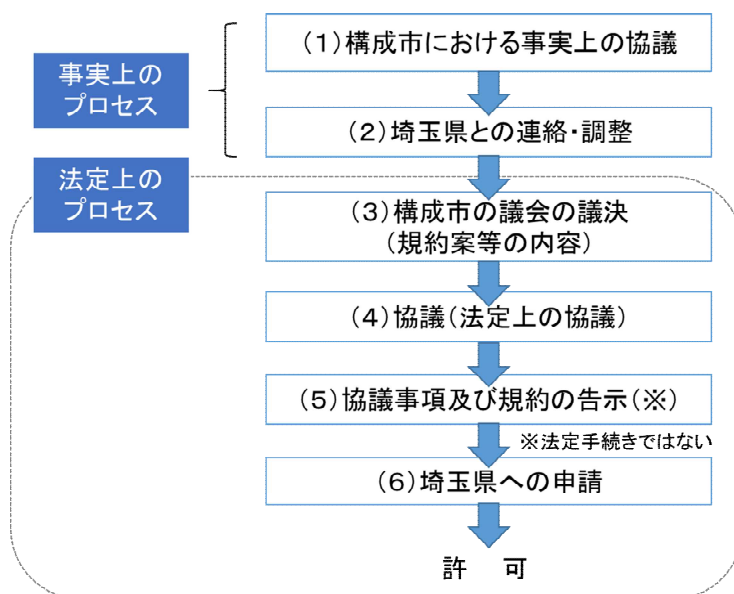 事実上の
プロセス
(1)構成市における事実上の協議
(2)埼玉県との連絡・調整
法定上の
プロセス
(3)構成市の議会の議決
(規約案等の内容)
(4)協議(法定上の協議)
(5)協議事項及び規約の告示(※)
※法定手続きではない
(6)埼玉県への申請
許 可